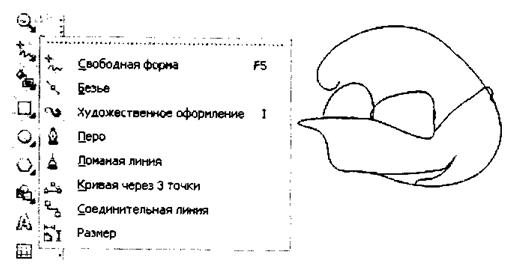 Свободная форма F5
Безье
Художественное оформление I
Перо
Ломаная линия
Кривая через 3 точки
Соединительная линия
Размер